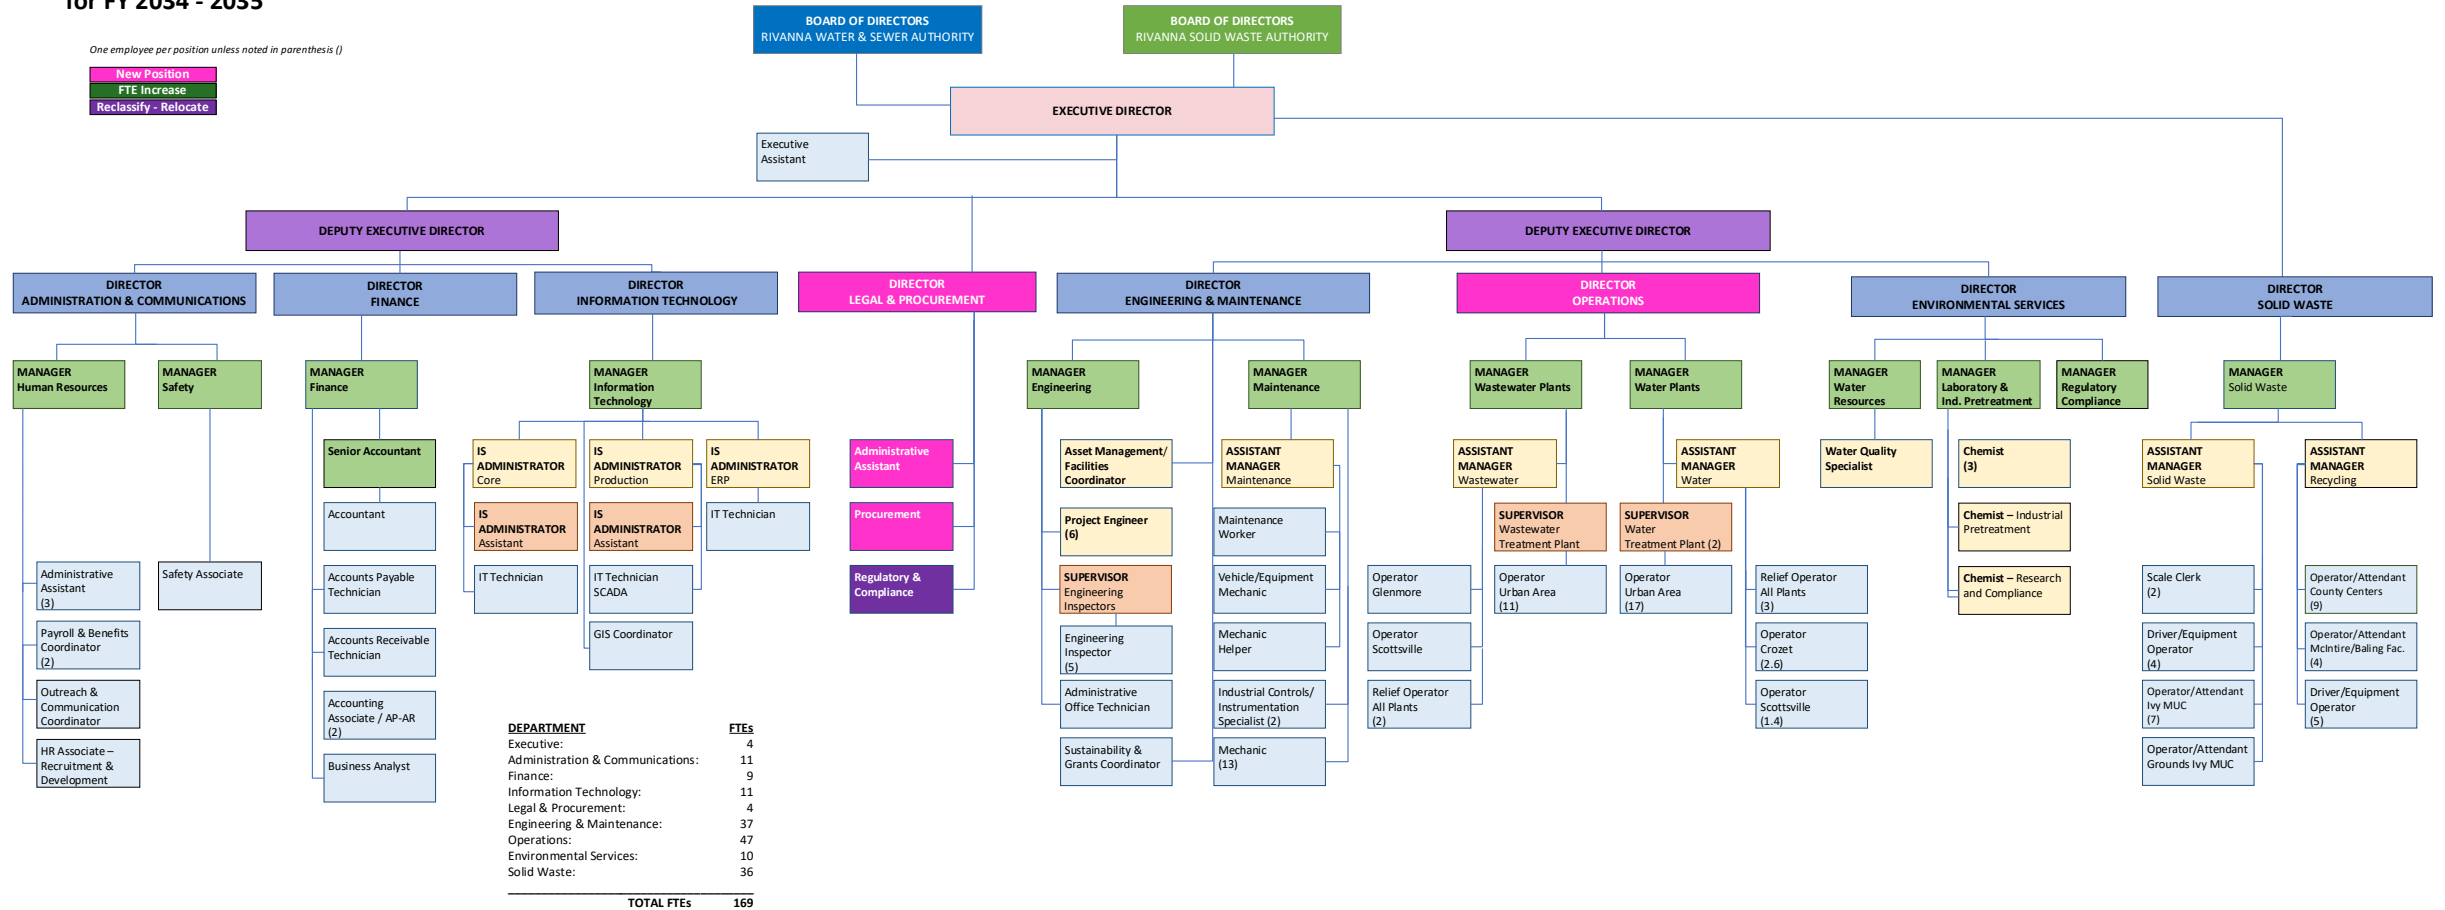 for FY 2034 - 2035
One employee per position unless noted in parenthesis ()
New Position
FTE Increase
Reclassify - Relocate
BOARD OF DIRECTORS
RIVANNA WATER & SEWER AUTHORITY
BOARD OF DIRECTORS
RIVANNA SOLID WASTE AUTHORITY
EXECUTIVE DIRECTOR
Executive
Assistant
DEPUTY EXECUTIVE DIRECTOR
DEPUTY EXECUTIVE DIRECTOR
DIRECTOR
ADMINISTRATION & COMMUNICATIONS
DIRECTOR
FINANCE
DIRECTOR
INFORMATION TECHNOLOGY
DIRECTOR
LEGAL & PROCUREMENT
DIRECTOR
ENGINEERING & MAINTENANCE
DIRECTOR
OPERATIONS
DIRECTOR
ENVIRONMENTAL SERVICES
DIRECTOR
SOLID WASTE
MANAGER
Human Resources
MANAGER
Safety
MANAGER
Finance
MANAGER
Information
Technology
MANAGER
Engineering
MANAGER
Maintenance
MANAGER
Wastewater Plants
MANAGER
Water Plants
MANAGER
Water
Resources
MANAGER
Laboratory &
Ind. Pretreatment
MANAGER
Regulatory
Compliance
MANAGER
Solid Waste
Senior Accountant
IS
ADMINISTRATOR
Core
IS
ADMINISTRATOR
Production
IS
ADMINISTRATOR
ERP
Administrative
Assistant
Asset Management/
Facilities
Coordinator
ASSISTANT
MANAGER
Maintenance
ASSISTANT
MANAGER
Wastewater
ASSISTANT
MANAGER
Water
Water Quality
Specialist
Chemist
(3)
ASSISTANT
MANAGER
Solid Waste
ASSISTANT
MANAGER
Recycling
Accountant
IS
ADMINISTRATOR
Assistant
IS
ADMINISTRATOR
Assistant
IT Technician
Procurement
Project Engineer
(6)
Maintenance
Worker
SUPERVISOR
Wastewater
Treatment Plant
SUPERVISOR
Water
Treatment Plant (2)
Chemist – Industrial
Pretreatment
Administrative
Assistant
(3)
Safety Associate
Accounts Payable
Technician
IT Technician
IT Technician
SCADA
Regulatory &
Compliance
SUPERVISOR
Engineering
Inspectors
Vehicle/Equipment
Mechanic
Operator
Glenmore
Operator
Urban Area
(11)
Operator
Urban Area
(17)
Relief Operator
All Plants
(3)
Chemist – Research
and Compliance
Scale Clerk
(2)
Operator/Attendant
County Centers
(9)
Payroll & Benefits
Coordinator
(2)
Accounts Receivable
Technician
GIS Coordinator
Engineering
Inspector
(5)
Mechanic
Helper
Operator
Scottsville
Operator
Crozet
(2.6)
Driver/Equipment
Operator
(4)
Operator/Attendant
McIntire/Baling Fac.
(4)
Outreach &
Communication
Coordinator
Accounting
Associate / AP-AR
(2)
Administrative
Office Technician
Industrial Controls/
Instrumentation
Specialist (2)
Relief Operator
All Plants
(2)
Operator
Scottsville
(1.4)
Operator/Attendant
Ivy MUC
(7)
Driver/Equipment
Operator
(5)
HR Associate –
Recruitment &
Development
Business Analyst
Sustainability &
Grants Coordinator
Mechanic
(13)
Operator/Attendant
Grounds Ivy MUC
DEPARTMENT FTEs
Executive: 4
Administration & Communications: 11
Finance: 9
Information Technology: 11
Legal & Procurement: 4
Engineering & Maintenance: 37
Operations: 47
Environmental Services: 10
Solid Waste: 36
TOTAL FTEs 169